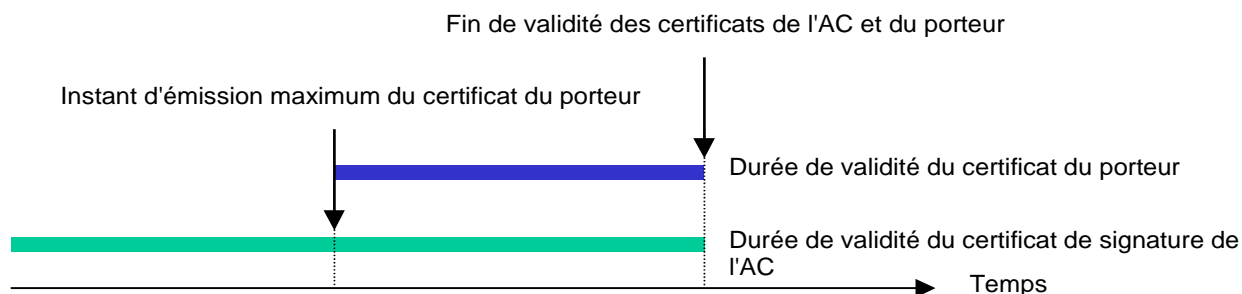 Fin de validité des certificats de l'AC et du porteur
Instant d'émission maximum du certificat du porteur
Durée de validité du certificat du porteur
Durée de validité du certificat de signature de
l'AC
Temps